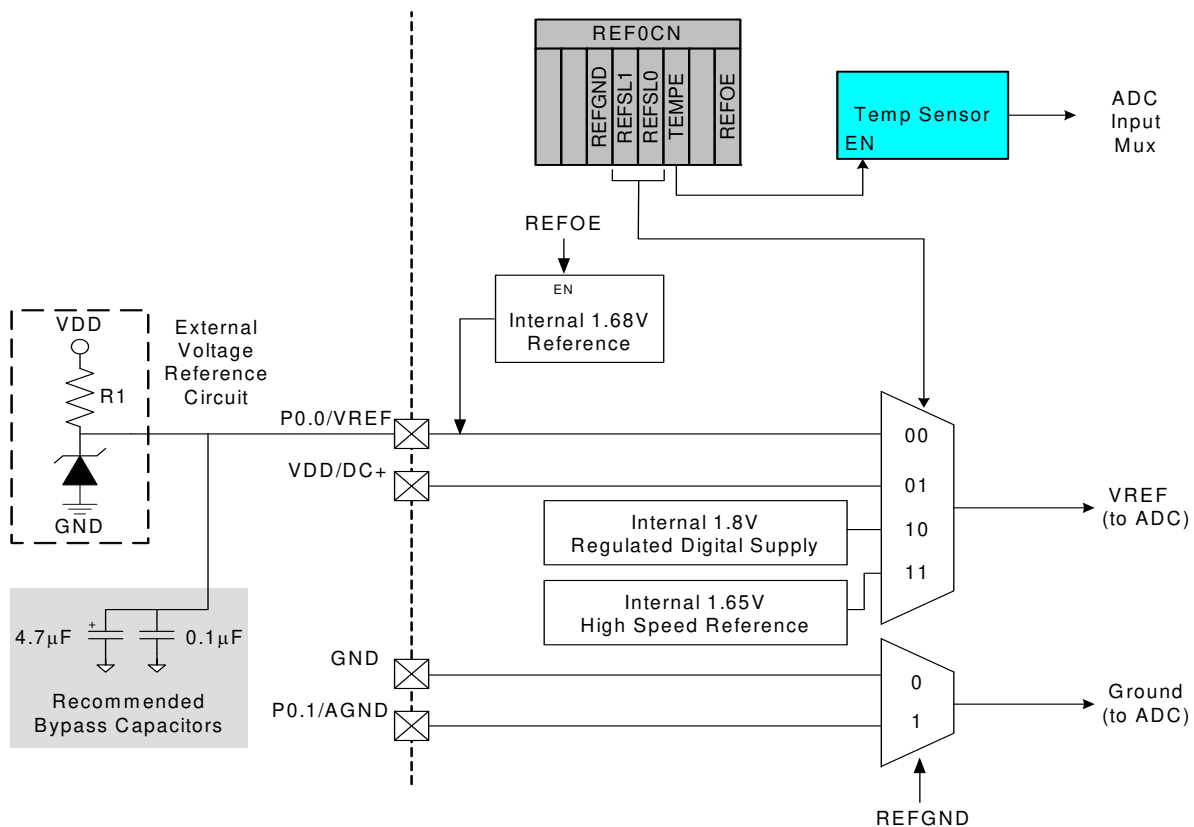 REF0CN
REFGND
REFSL1
REFSL0
TEMPE
REFOE
Temp Sensor
EN
ADC
Input
Mux
REFOE
EN
Internal 1.68V
Reference
VDD
R1
GND
External
Voltage
Reference
Circuit
P0.0/VREF
VDD/DC+
00
01
10
11
VREF
(to ADC)
Internal 1.8V
Regulated Digital Supply
Internal 1.65V
High Speed Reference
4.7µF
+
0.1µF
Recommended
Bypass Capacitors
GND
P0.1/AGND
0
1
Ground
(to ADC)
REFGND